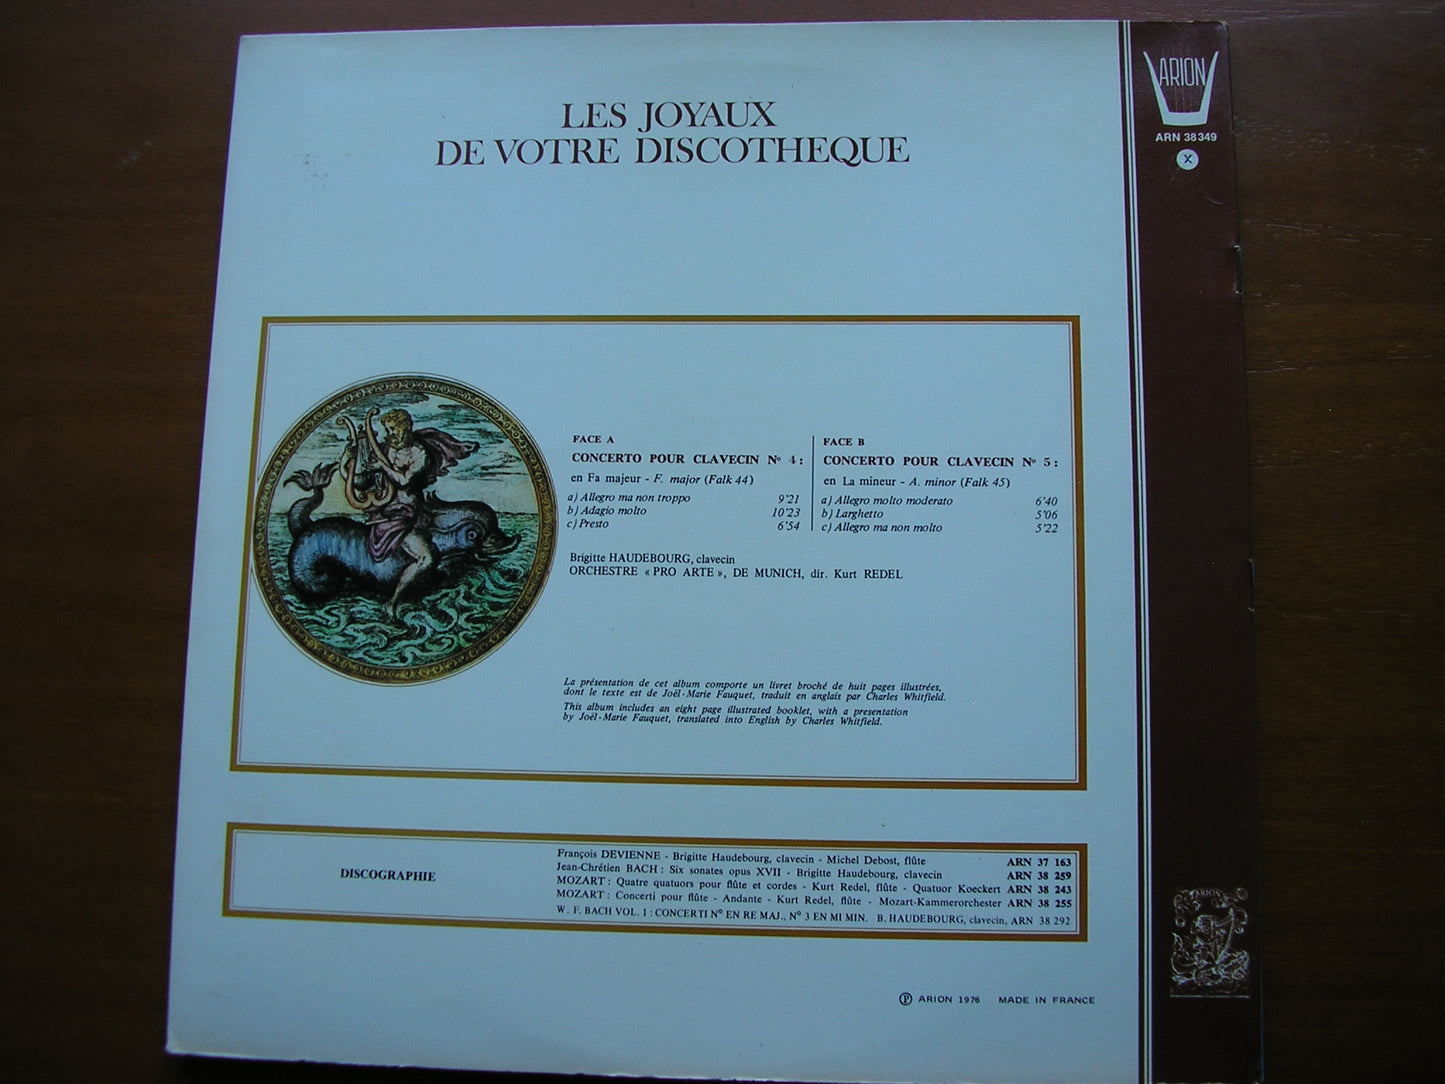 LES JOYAUX
DE VOTRE DISCOTHEQUE
ARION
ARN 38349
X
FACE A
CONCERTO POUR CLAVECIN Nº 4 :
en Fa majeur - F. major (Falk 44)
a) Allegro ma non troppo 9'21
b) Adagio molto 10'23
c) Presto 6'54
FACE B
CONCERTO POUR CLAVECIN Nº 5 :
en La mineur - A. minor (Falk 45)
a) Allegro molto moderato 6'40
b) Larghetto 5'06
c) Allegro ma non molto 5'22
Brigitte HAUDEBOURG, clavecin
ORCHESTRE « PRO ARTE », DE MUNICH, dir. Kurt REDEL
La présentation de cet album comporte un livret broché de huit pages illustrées,
dont le texte est de Joël-Marie Fauquet, traduit en anglais par Charles Whitfield.
This album includes an eight page illustrated booklet, with a presentation
by Joël-Marie Fauquet, translated into English by Charles Whitfield.
DISCOGRAPHIE
François DEVIENNE - Brigitte Haudebourg, clavecin - Michel Debost, flûte ARN 37 163
Jean-Chrétien BACH : Six sonates opus XVII - Brigitte Haudebourg, clavecin ARN 38 259
MOZART : Quatre quatuors pour flûte et cordes - Kurt Redel, flûte - Quatuor Koeckert ARN 38 243
MOZART : Concerti pour flûte - Andante - Kurt Redel, flûte - Mozart-Kammerorchester ARN 38 255
W. F. BACH VOL. I : CONCERTI Nº EN RE MAJ., Nº 3 EN MI MIN. B. HAUDEBOURG, clavecin, ARN 38 292
ARION
℗ ARION 1976 MADE IN FRANCE